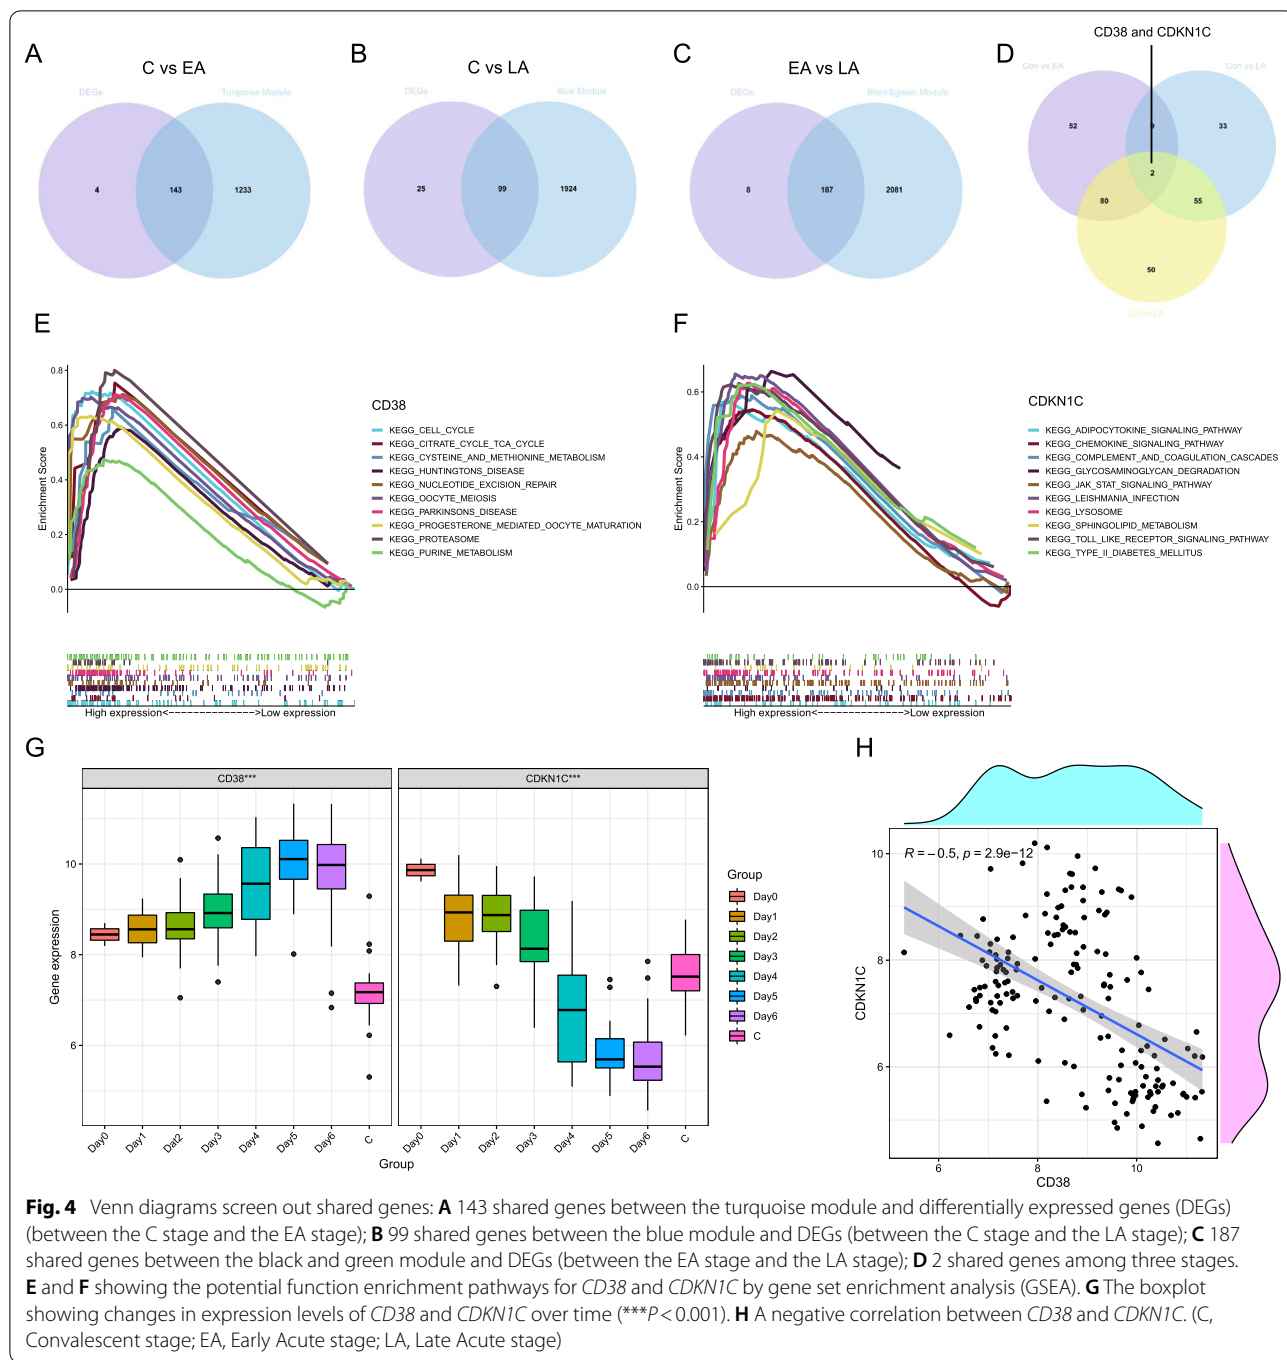 A
C vs EA
DEGs
Turquoise Module
4
143
1233
B
C vs LA
DEGs
Blue Module
25
99
1924
C
EA vs LA
DEGs
Black&green Module
8
187
2081
D
CD38 and CDKN1C
Con vs EA
Con vs LA
52
33
2
80
55
50
EA vs LA
E
0.8
0.6
0.4
0.2
0.0
Enrichment Score
CD38
KEGG_CELL_CYCLE
KEGG_CITRATE_CYCLE_TCA_CYCLE
KEGG_CYSTEINE_AND_METHIONINE_METABOLISM
KEGG_HUNTINGTONS_DISEASE
KEGG_NUCLEOTIDE_EXCISION_REPAIR
KEGG_OOCYTE_MEIOSIS
KEGG_PARKINSONS_DISEASE
KEGG_PROGESTERONE_MEDIATED_OOCYTE_MATURATION
KEGG_PROTEASOME
KEGG_PURINE_METABOLISM
High expression<-------------->Low expression
F
0.6
0.4
0.2
0.0
Enrichment Score
CDKN1C
KEGG_ADIPOCYTOKINE_SIGNALING_PATHWAY
KEGG_CHEMOKINE_SIGNALING_PATHWAY
KEGG_COMPLEMENT_AND_COAGULATION_CASCADES
KEGG_GLYCOSAMINOGLYCAN_DEGRADATION
KEGG_JAK_STAT_SIGNALING_PATHWAY
KEGG_LEISHMANIA_INFECTION
KEGG_LYSOSOME
KEGG_SPHINGOLIPID_METABOLISM
KEGG_TOLL_LIKE_RECEPTOR_SIGNALING_PATHWAY
KEGG_TYPE_II_DIABETES_MELLITUS
High expression<-------------->Low expression
G
CD38***
CDKN1C***
10
8
6
Gene expression
Day0
Day1
Dat2
Day3
Day4
Day5
Day6
C
Day0
Day1
Day2
Day3
Day4
Day5
Day6
C
Group
Group
Day0
Day1
Day2
Day3
Day4
Day5
Day6
C
H
R = −0.5, p = 2.9e−12
10
8
6
CDKN1C
6
8
10
CD38
Fig. 4 Venn diagrams screen out shared genes: A 143 shared genes between the turquoise module and differentially expressed genes (DEGs)
(between the C stage and the EA stage); B 99 shared genes between the blue module and DEGs (between the C stage and the LA stage); C 187
shared genes between the black and green module and DEGs (between the EA stage and the LA stage); D 2 shared genes among three stages.
E and F showing the potential function enrichment pathways for CD38 and CDKN1C by gene set enrichment analysis (GSEA). G The boxplot
showing changes in expression levels of CD38 and CDKN1C over time (***P < 0.001). H A negative correlation between CD38 and CDKN1C. (C,
Convalescent stage; EA, Early Acute stage; LA, Late Acute stage)